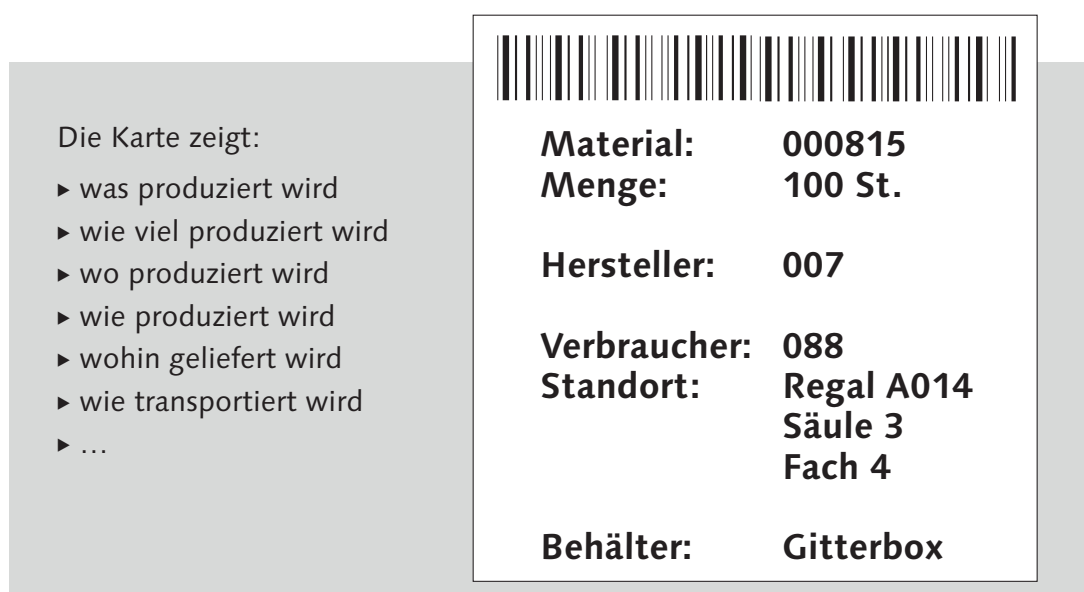 Die Karte zeigt:
▸ was produziert wird
▸ wie viel produziert wird
▸ wo produziert wird
▸ wie produziert wird
▸ wohin geliefert wird
▸ wie transportiert wird
▸ …
Material: 000815
Menge: 100 St.
Hersteller: 007
Verbraucher: 088
Standort: Regal A014
Säule 3
Fach 4
Behälter: Gitterbox